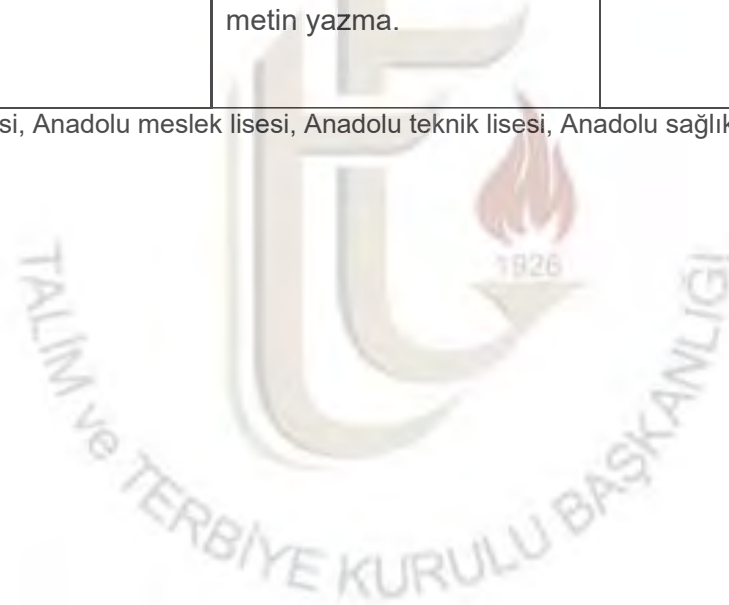 metin yazma.
si, Anadolu meslek lisesi, Anadolu teknik lisesi, Anadolu sağlık
1926
TALİM ve TERBİYE KURULU BAŞKANLIĞI